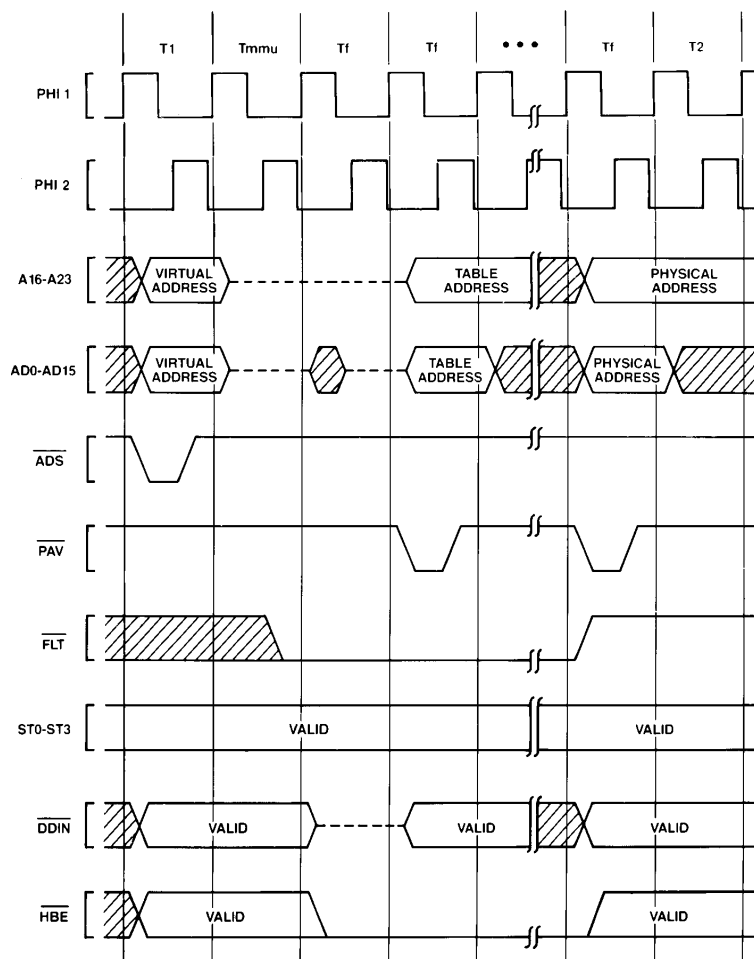 T1 Tmmu Tf Tf ••• Tf T2
PHI 1
PHI 2
A16-A23 VIRTUAL ADDRESS TABLE ADDRESS PHYSICAL ADDRESS
AD0-AD15 VIRTUAL ADDRESS TABLE ADDRESS PHYSICAL ADDRESS
ADS
PAV
FLT
ST0-ST3 VALID VALID
DDIN VALID VALID VALID
HBE VALID VALID